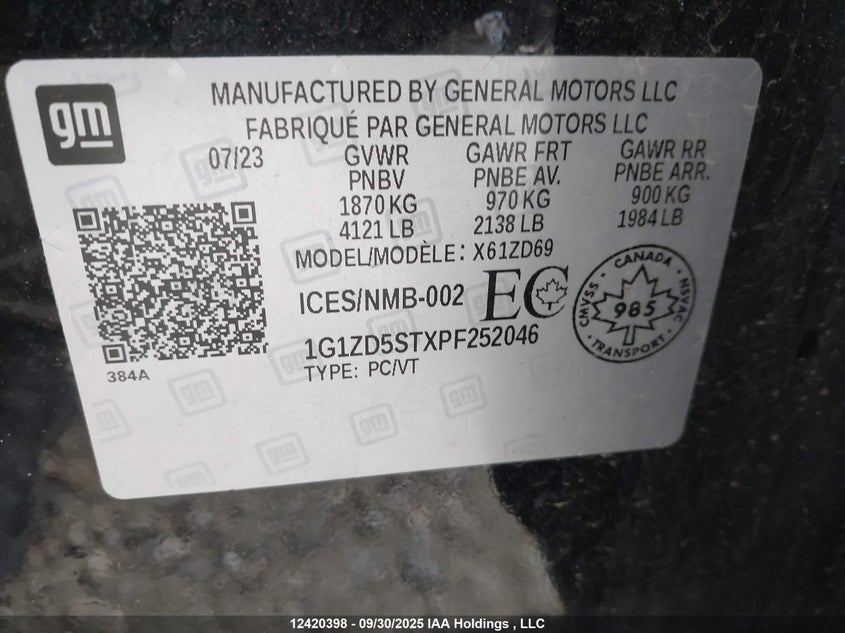 gm
MANUFACTURED BY GENERAL MOTORS LLC
FABRIQUÉ PAR GENERAL MOTORS LLC
07/23 GVWR GAWR FRT GAWR RR
PNBV PNBE AV. PNBE ARR.
1870 KG 970 KG 900 KG
4121 LB 2138 LB 1984 LB
MODEL/MODÈLE: X61ZD69
ICES/NMB-002 EC
CANADA
CMVSS 985 NSVAC
TRANSPORT
1G1ZD5STXPF252046
384A
TYPE: PC/VT
12420398 - 09/30/2025 IAA Holdings , LLC